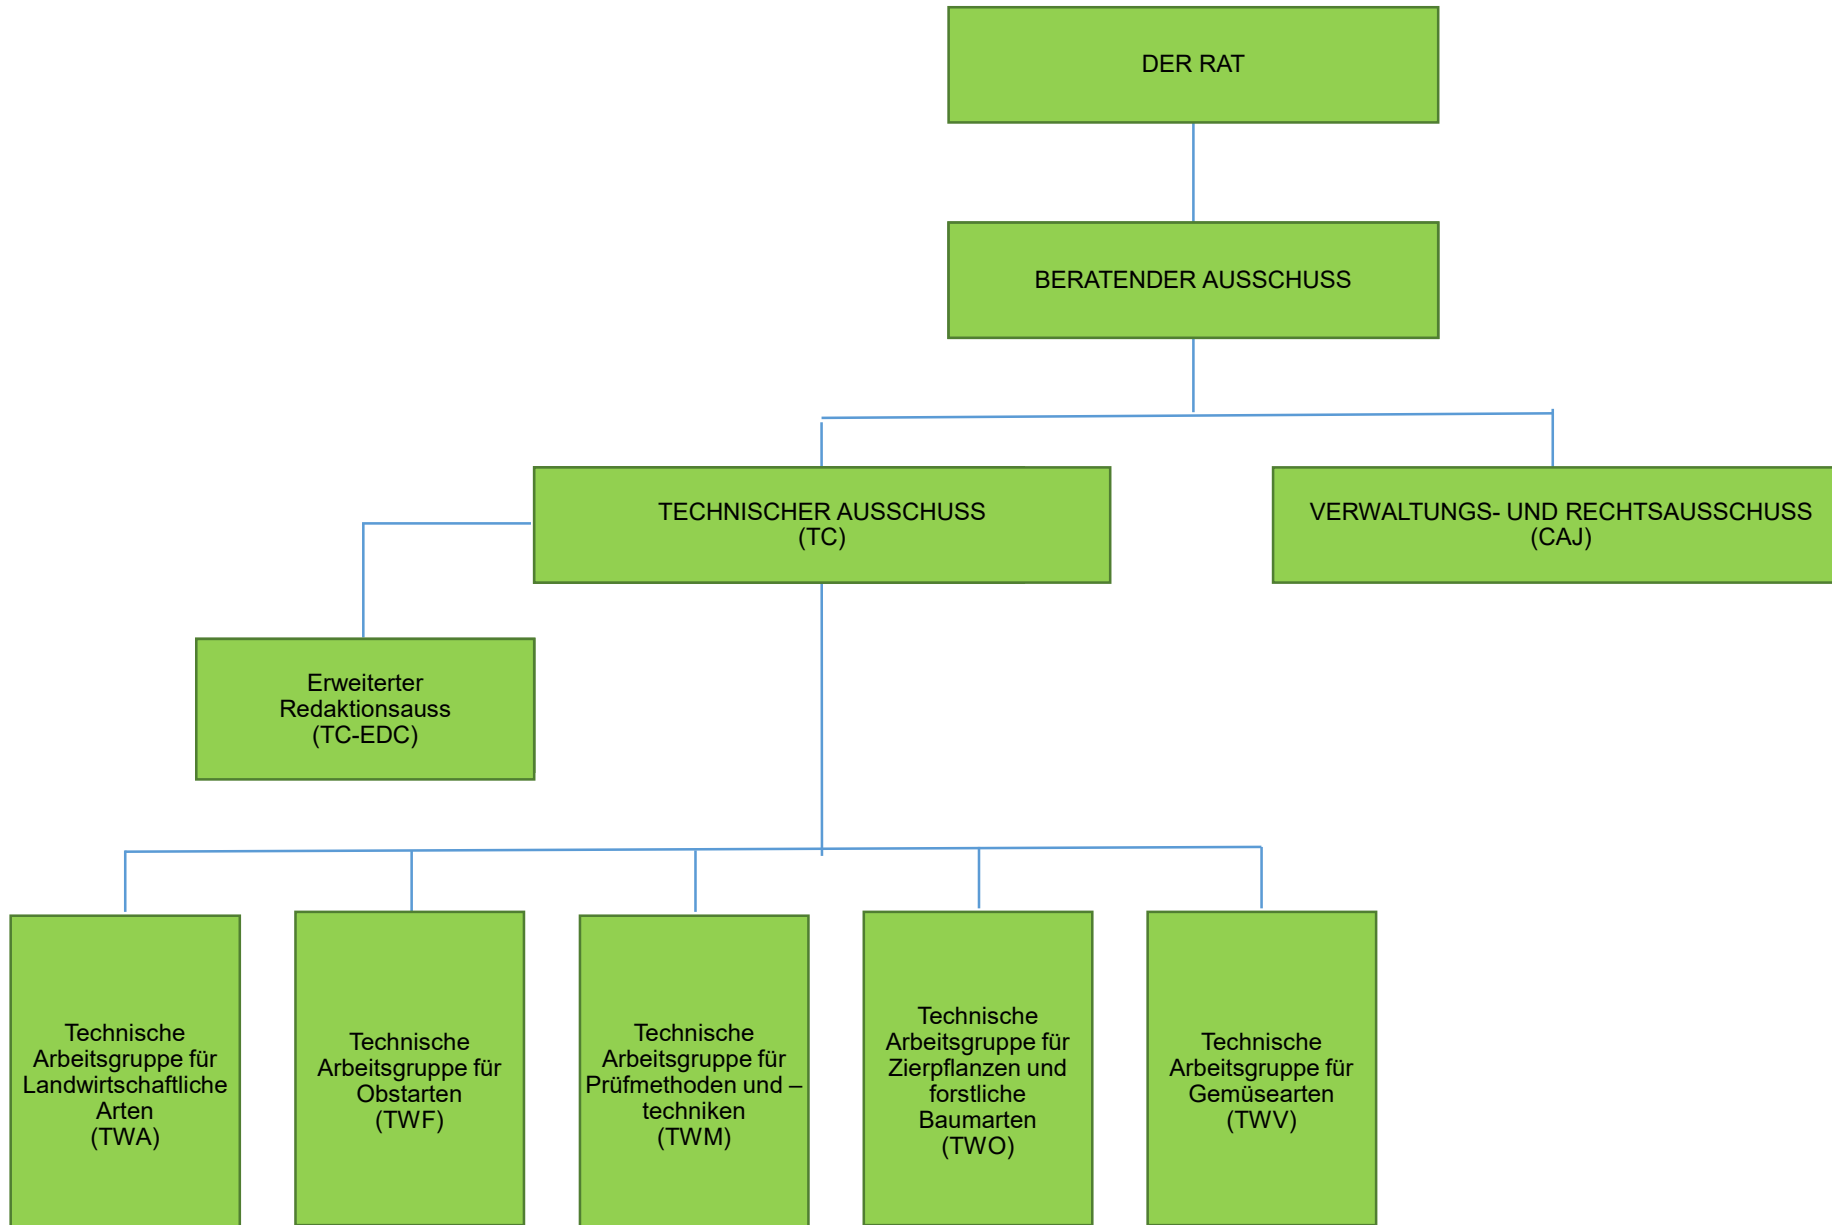 DER RAT
BERATENDER AUSSCHUSS
TECHNISCHER AUSSCHUSS
(TC)
VERWALTUNGS- UND RECHTSAUSSCHUSS
(CAJ)
Erweiterter
Redaktionsauss
(TC-EDC)
Technische
Arbeitsgruppe für
Landwirtschaftliche
Arten
(TWA)
Technische
Arbeitsgruppe für
Obstarten
(TWF)
Technische
Arbeitsgruppe für
Prüfmethoden und –
techniken
(TWM)
Technische
Arbeitsgruppe für
Zierpflanzen und
forstliche
Baumarten
(TWO)
Technische
Arbeitsgruppe für
Gemüsearten
(TWV)